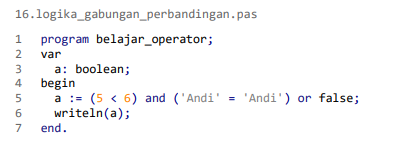 16.logika_gabungan_perbandingan.pas
1 program belajar_operator;
2 var
3   a: boolean;
4 begin
5   a := (5 < 6) and ('Andi' = 'Andi') or false;
6   writeln(a);
7 end.